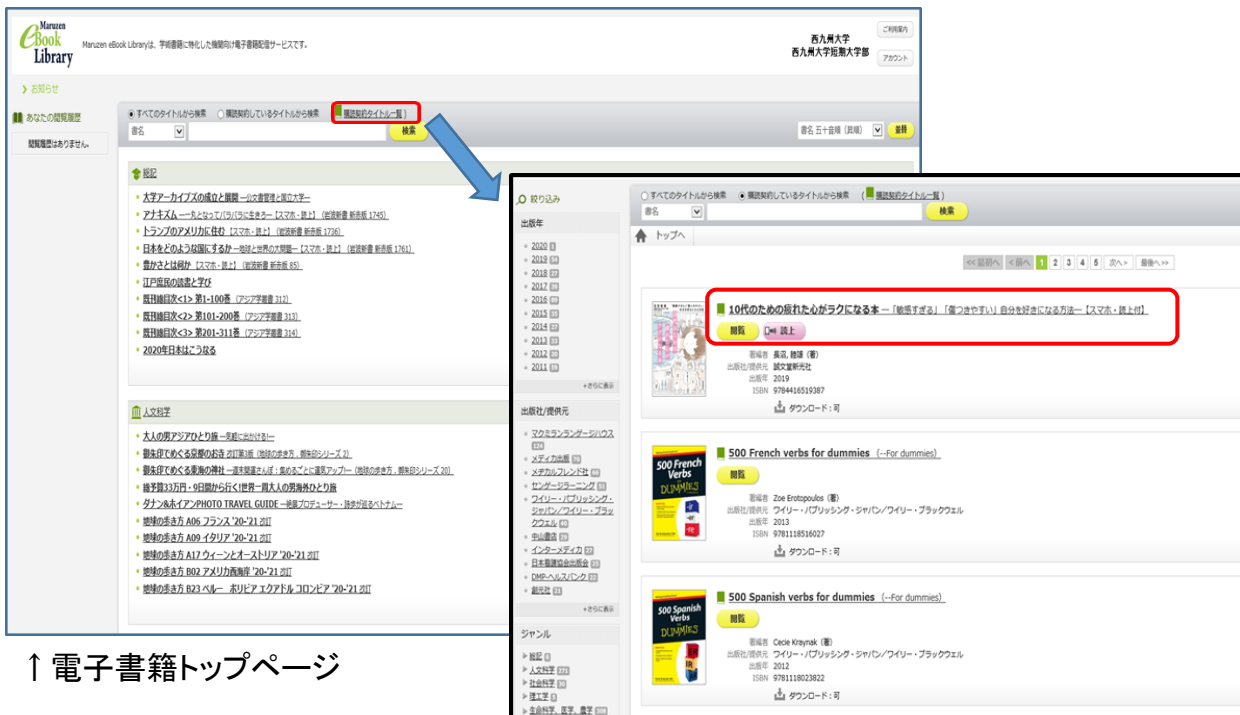 Maruzen
eBook
Library
Maruzen eBook Libraryは、学術書籍に特化した機関向け電子書籍配信サービスです。
西九州大学
西九州大学短期大学部
ご利用案内
アカウント
お知らせ
あなたの閲覧履歴
閲覧履歴はありません。
すべてのタイトルから検索 購読契約しているタイトルから検索 購読契約タイトル一覧)
書名 検索
書名 五十音順(昇順) 並替
総記
大学アーカイブズの成立と展開 ―公文書管理と国立大学―
アナキズム ―一丸となってバラバラに生きろ―【スマホ・読上】(岩波新書 新赤版 1745)
トランプのアメリカに住む【スマホ・読上】(岩波新書 新赤版 1736)
日本をどのような国にするか ―地球と世界の大問題―【スマホ・読上】(岩波新書 新赤版 1761)
豊かさとは何か【スマホ・読上】(岩波新書 新赤版 85)
江戸庶民の読書と学び
既刊総目次<1> 第1-100巻(アジア学叢書 312)
既刊総目次<2> 第101-200巻(アジア学叢書 313)
既刊総目次<3> 第201-311巻(アジア学叢書 314)
2020年日本はこうなる
人文科学
大人の男アジアひとり旅 ―気軽に出かける!―
御朱印でめぐる京都のお寺 改訂第3版(地球の歩き方. 御朱印シリーズ 2)
御朱印でめぐる東海の神社 ―週末開運さんぽ:集めるごとに運気アップ!―(地球の歩き方. 御朱印シリーズ 20)
総予算33万円・9日間から行く!世界一周大人の男海外ひとり旅
ダナン&ホイアンPHOTO TRAVEL GUIDE ―絶景プロデューサー・詩歩が巡るベトナム―
地球の歩き方 A06 フランス '20-'21 改訂
地球の歩き方 A09 イタリア '20-'21 改訂
地球の歩き方 A17 ウィーンとオーストリア '20-'21 改訂
地球の歩き方 B02 アメリカ西海岸 '20-'21 改訂
地球の歩き方 B23 ペルー ボリビア エクアドル コロンビア '20-'21 改訂
↑電子書籍トップページ
絞り込み
出版年
2020
2019
2018
2017
2016
2015
2014
2013
2012
2011
+さらに表示
出版社/提供元
マクミランランゲージハウス
メディカ出版
メヂカルフレンド社
センゲージラーニング
ワイリー・パブリッシング・
ジャパン/ワイリー・ブラッ
クウェル
中山書店
インターメディカ
日本看護協会出版会
DMP-ヘルスバンク
創元社
+さらに表示
ジャンル
総記
人文科学
社会科学
理工学
生命科学、医学、農学
すべてのタイトルから検索 購読契約しているタイトルから検索 (購読契約タイトル一覧)
書名 検索
トップへ
<<最初へ <前へ 1 2 3 4 5 次へ> 最後へ>>
10代のための疲れた心がラクになる本 ―「敏感すぎる」「傷つきやすい」自分を好きになる方法―【スマホ・読上付】
閲覧 読上
著編者 長沼, 睦雄(著)
出版社/提供元 誠文堂新光社
出版年 2019
ISBN 9784416519387
ダウンロード:可
500 French
Verbs
DUMMIES
500 French verbs for dummies (--For dummies)
閲覧
著編者 Zoe Erotopoulos(著)
出版社/提供元 ワイリー・パブリッシング・ジャパン/ワイリー・ブラックウェル
出版年 2013
ISBN 9781118516027
ダウンロード:可
500 Spanish
Verbs
DUMMIES
500 Spanish verbs for dummies (--For dummies)
閲覧
著編者 Cecie Kraynak(著)
出版社/提供元 ワイリー・パブリッシング・ジャパン/ワイリー・ブラックウェル
出版年 2012
ISBN 9781118023822
ダウンロード:可